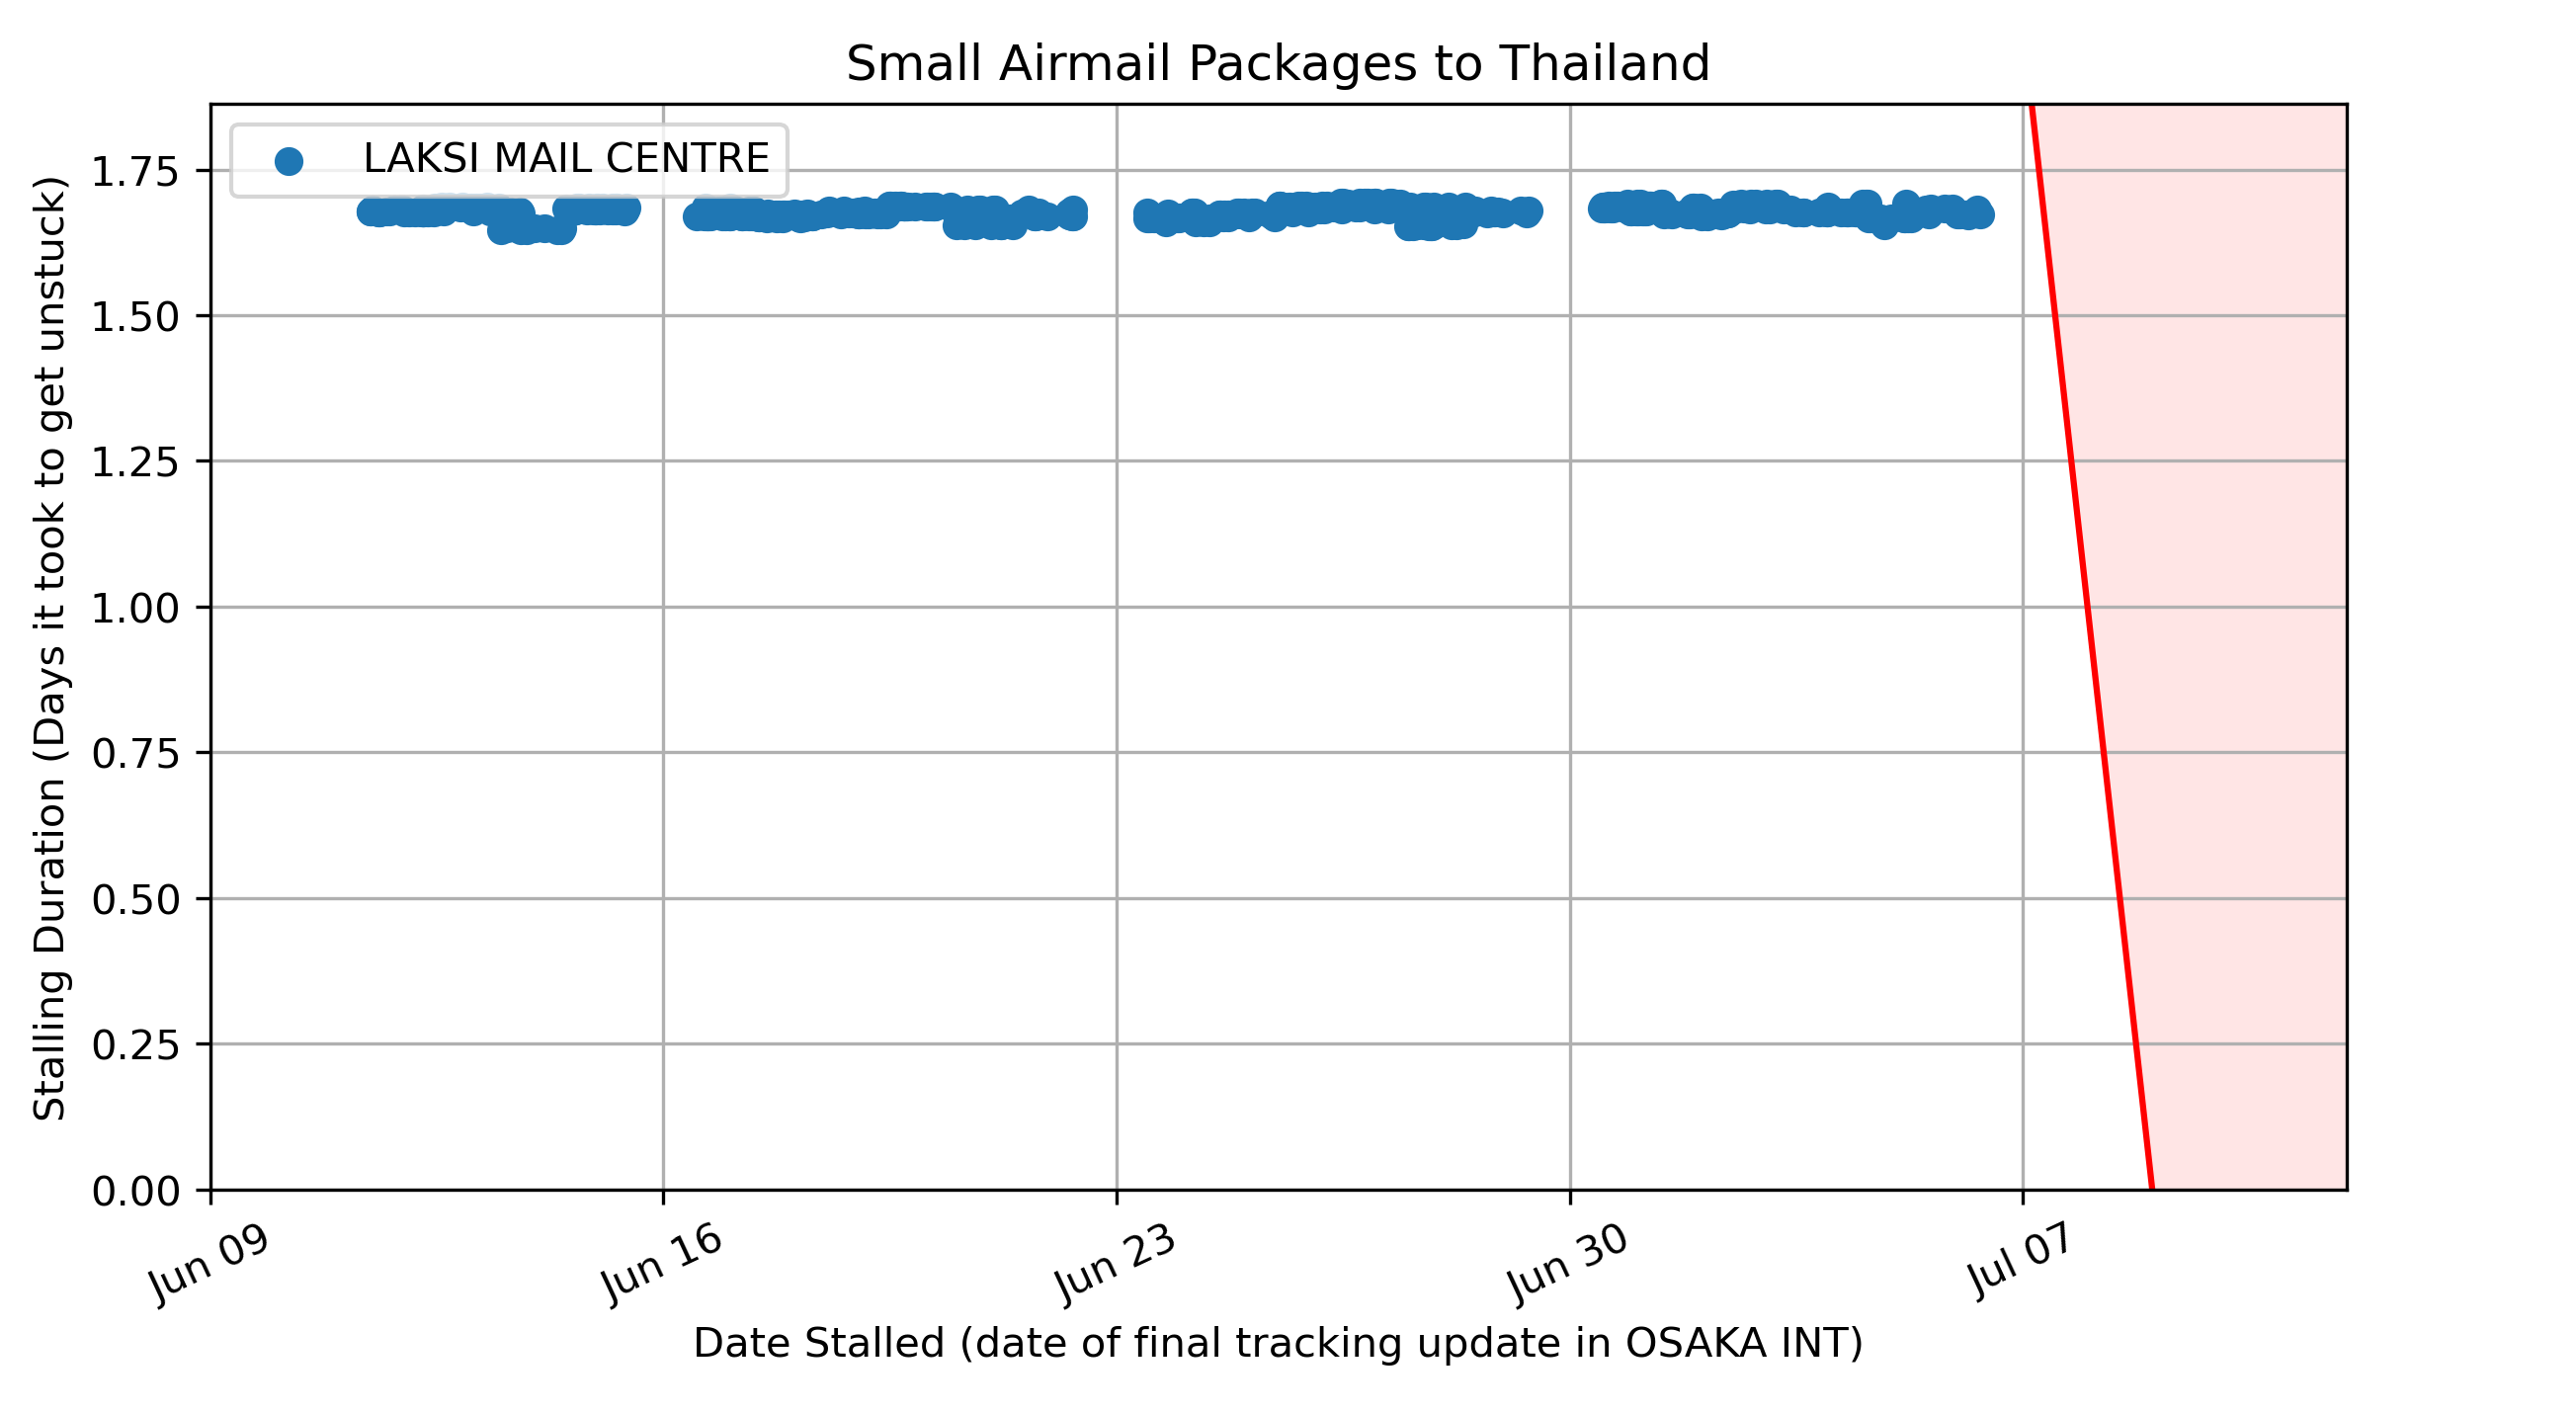 Small Airmail Packages to Thailand
LAKSI MAIL CENTRE
Stalling Duration (Days it took to get unstuck)
1.75
1.50
1.25
1.00
0.75
0.50
0.25
0.00
Jun 09
Jun 16
Jun 23
Jun 30
Jul 07
Date Stalled (date of final tracking update in OSAKA INT)